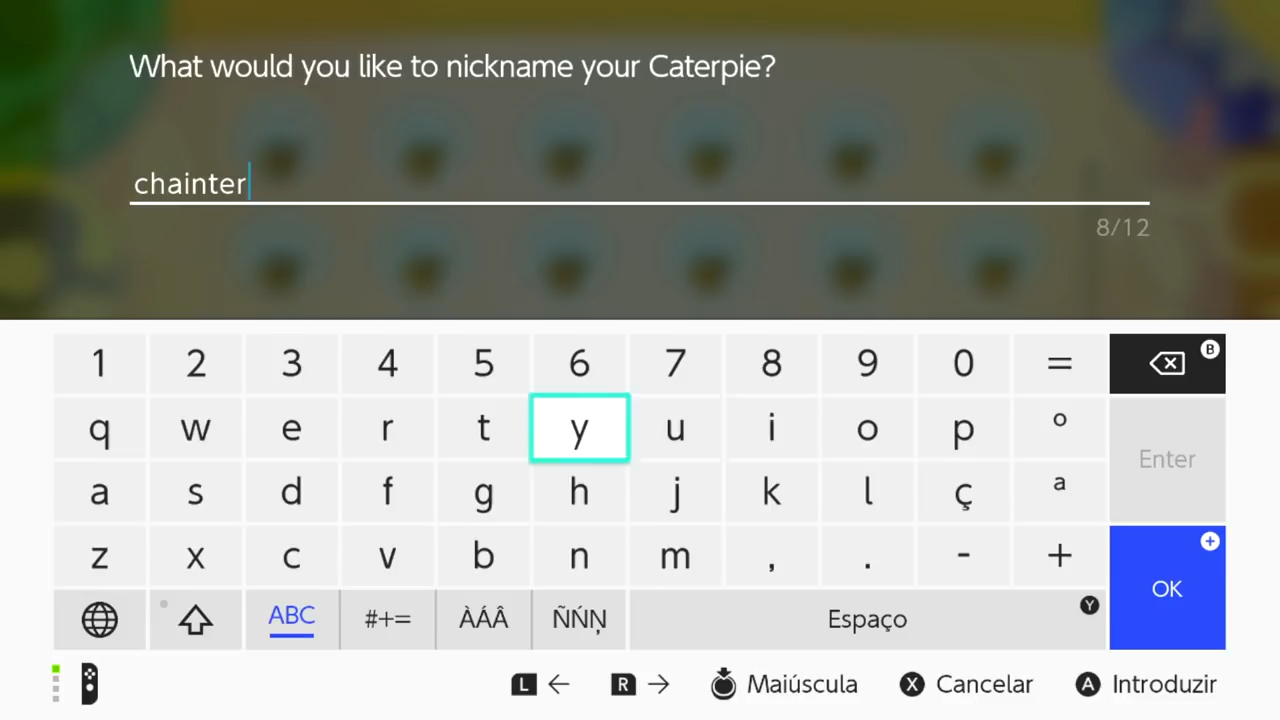 What would you like to nickname your Caterpie?
chainter
8/12
1 2 3 4 5 6 7 8 9 0 = B
q w e r t y u i o p º
a s d f g h j k l ç ª Enter
z x c v b n m , . - + +
OK
ABC #+= ÀÁÂ ÑŃŅ Espaço Y
L ← R → Maiúscula X Cancelar A Introduzir